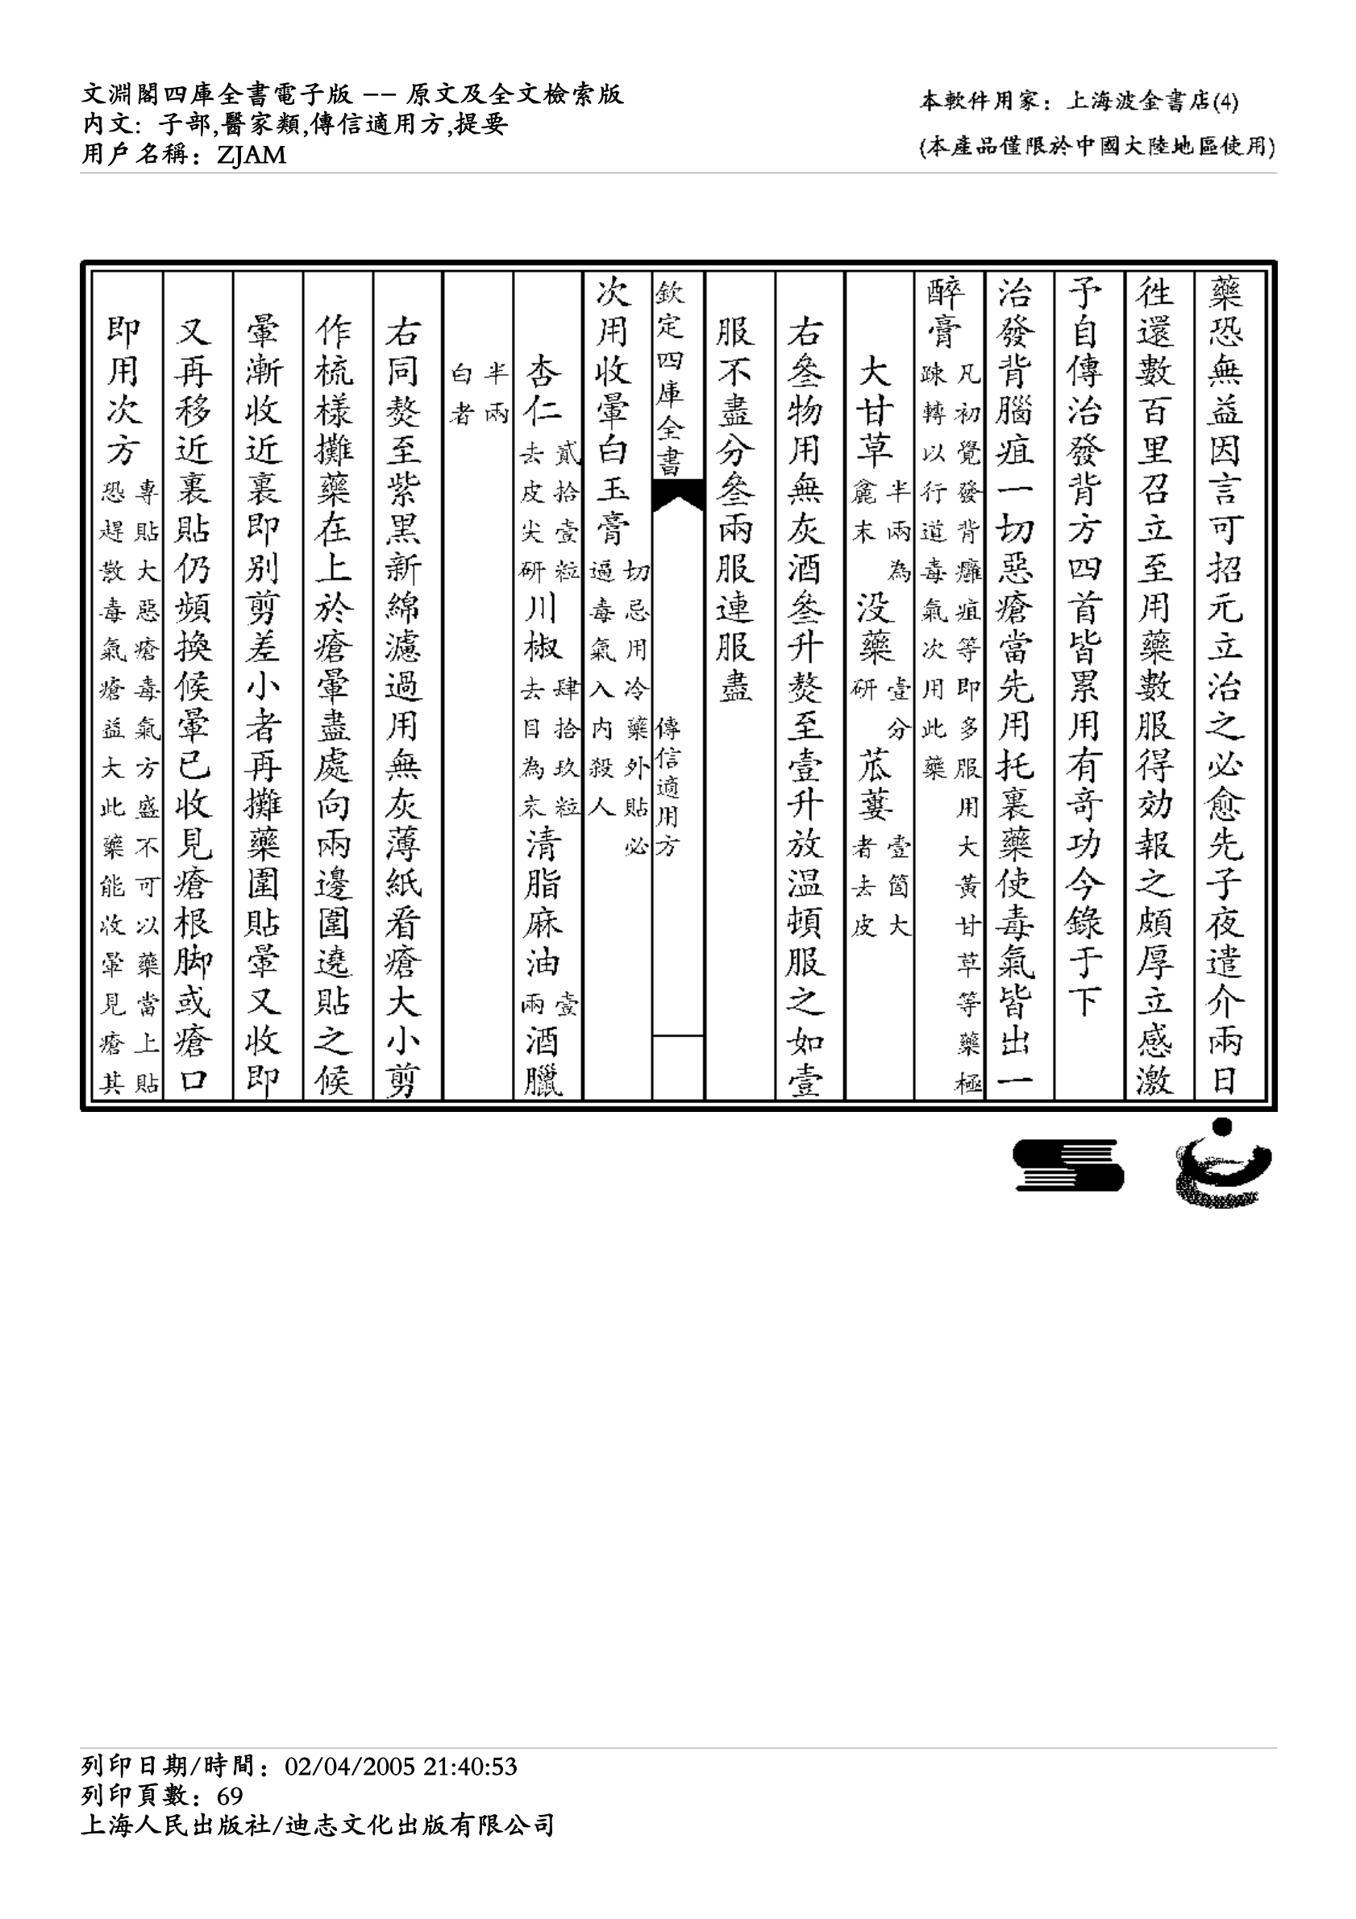 文淵閣四庫全書電子版 −− 原文及全文檢索版
内文: 子部,醫家類,傳信適用方,提要
用戶名稱：ZJAM
本軟件用家：上海波金書店(4)
(本產品僅限於中國大陸地區使用)
藥恐無益因言可招元立治之必愈先子夜遣介兩日
徃還數百里召立至用藥數服得効報之頗厚立感激
予自傳治發背方四首皆累用有奇功今錄于下
治發背腦疽一切惡瘡當先用托裏藥使毒氣皆出一
醉膏凡初覺發背癰疽等即多服用大黃甘草等藥極疎轉以行道毒氣次用此藥
大甘草半兩為麄末没藥壹分研苽蔞壹箇大者去皮
右叄物用無灰酒叄升熬至壹升放温頓服之如壹
服不盡分叄兩服連服盡
欽定四庫全書
傳信適用方
次用收暈白玉膏切忌用冷藥外貼必逼毒氣入内殺人
杏仁貳拾壹粒去皮尖研川椒肆拾玖粒去目為衣清脂麻油壹兩酒臘
半兩白者
右同熬至紫黑新綿濾過用無灰薄紙看瘡大小剪
作梳樣攤藥在上於瘡暈盡處向兩邊圍遶貼之候
暈漸收近裏即别剪差小者再攤藥圍貼暈又收即
又再移近裏貼仍頻換候暈已收見瘡根脚或瘡口
即用次方專貼大惡瘡毒氣方盛不可以藥當上貼恐趕散毒氣瘡益大此藥能收暈見瘡其
列印日期/時間：02/04/2005 21:40:53
列印頁數：69
上海人民出版社/迪志文化出版有限公司